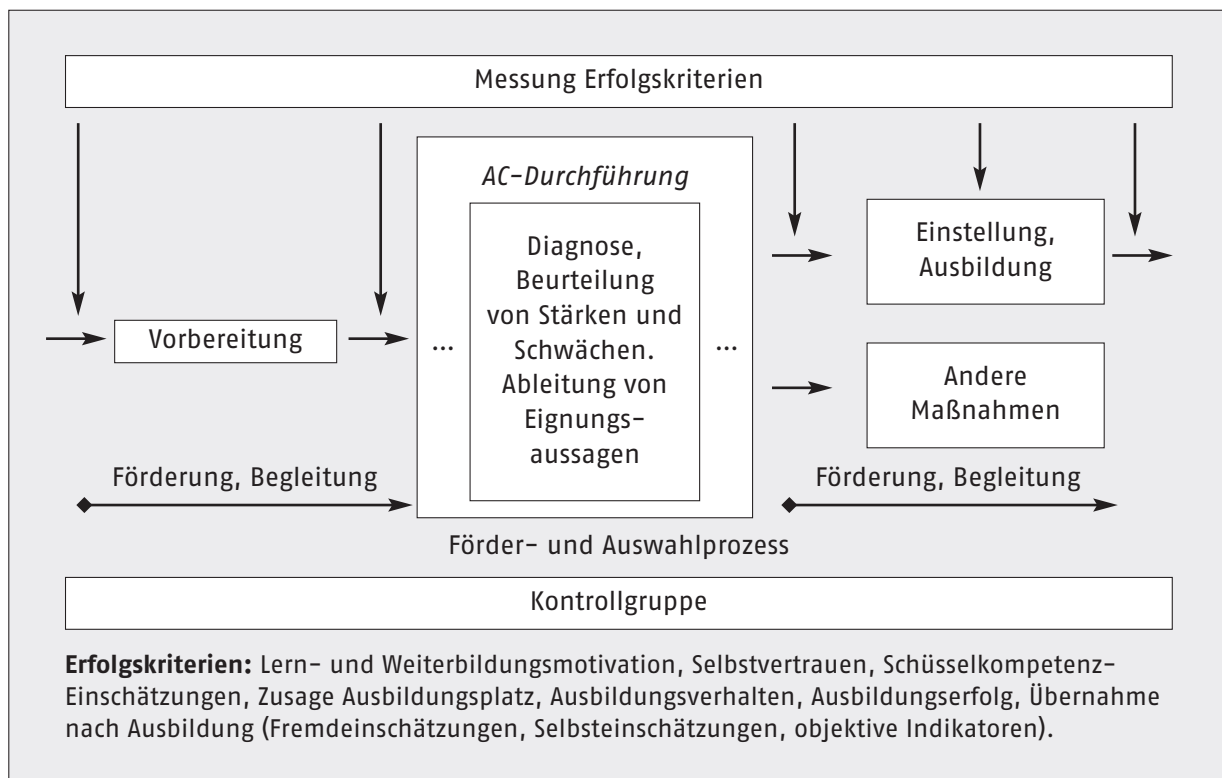 Messung Erfolgskriterien
AC-Durchführung
Diagnose,
Beurteilung
von Stärken und
Schwächen.
Ableitung von
Eignungs-
aussagen
...
...
Vorbereitung
Einstellung,
Ausbildung
Andere
Maßnahmen
Förderung, Begleitung
Förderung, Begleitung
Förder- und Auswahlprozess
Kontrollgruppe
Erfolgskriterien: Lern- und Weiterbildungsmotivation, Selbstvertrauen, Schüsselkompetenz-
Einschätzungen, Zusage Ausbildungsplatz, Ausbildungsverhalten, Ausbildungserfolg, Übernahme
nach Ausbildung (Fremdeinschätzungen, Selbsteinschätzungen, objektive Indikatoren).